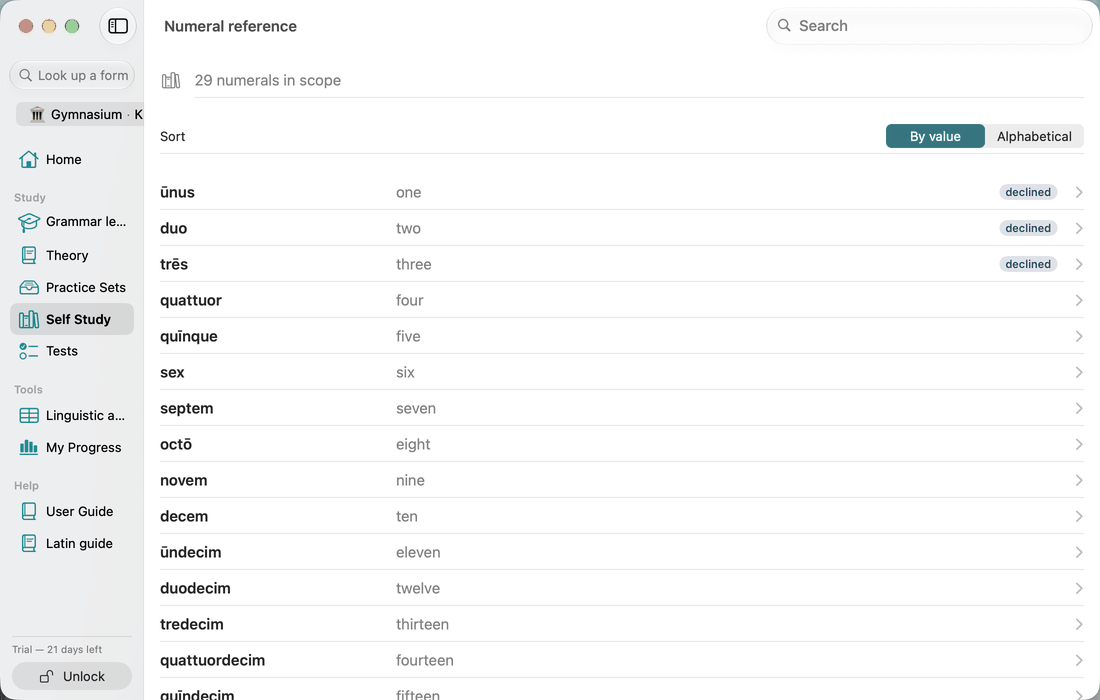 Numeral reference
Search
Look up a form
Gymnasium · K
Home
Study
Grammar le...
Theory
Practice Sets
Self Study
Tests
Tools
Linguistic a...
My Progress
Help
User Guide
Latin guide
Trial — 21 days left
Unlock
29 numerals in scope
Sort
By value Alphabetical
ūnus one declined
duo two declined
trēs three declined
quattuor four
quīnque five
sex six
septem seven
octō eight
novem nine
decem ten
ūndecim eleven
duodecim twelve
tredecim thirteen
quattuordecim fourteen
quīndecim fifteen